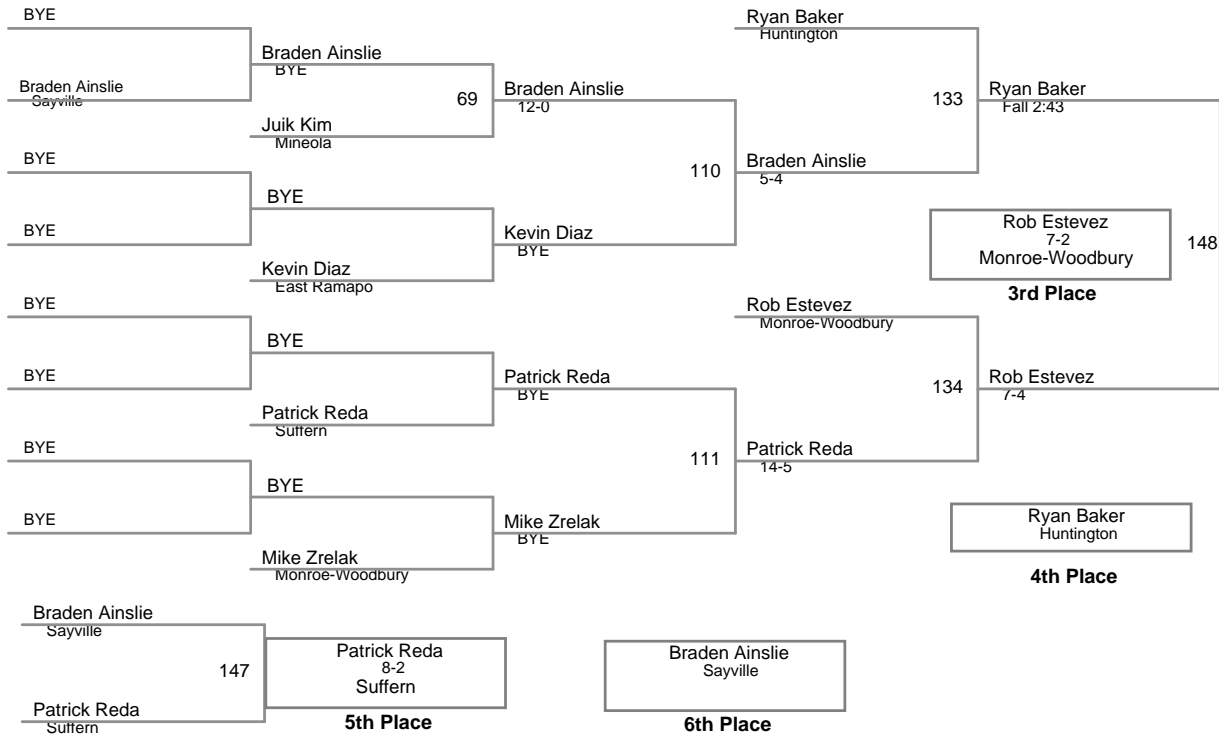 BYE
Braden Ainslie
Sayville
BYE
BYE
BYE
BYE
BYE
BYE
Braden Ainslie
BYE
69
Juik Kim
Mineola
BYE
Kevin Diaz
East Ramapo
BYE
Patrick Reda
Suffern
BYE
Mike Zrelak
Monroe-Woodbury
Braden Ainslie
12-0
110
Kevin Diaz
BYE
Patrick Reda
BYE
111
Mike Zrelak
BYE
Ryan Baker
Huntington
133
Braden Ainslie
5-4
Rob Estevez
Monroe-Woodbury
134
Patrick Reda
14-5
Ryan Baker
Fall 2:43
Rob Estevez
7-2
Monroe-Woodbury
148
3rd Place
Rob Estevez
7-4
Ryan Baker
Huntington
4th Place
Braden Ainslie
Sayville
147
Patrick Reda
Suffern
Patrick Reda
8-2
Suffern
5th Place
Braden Ainslie
Sayville
6th Place